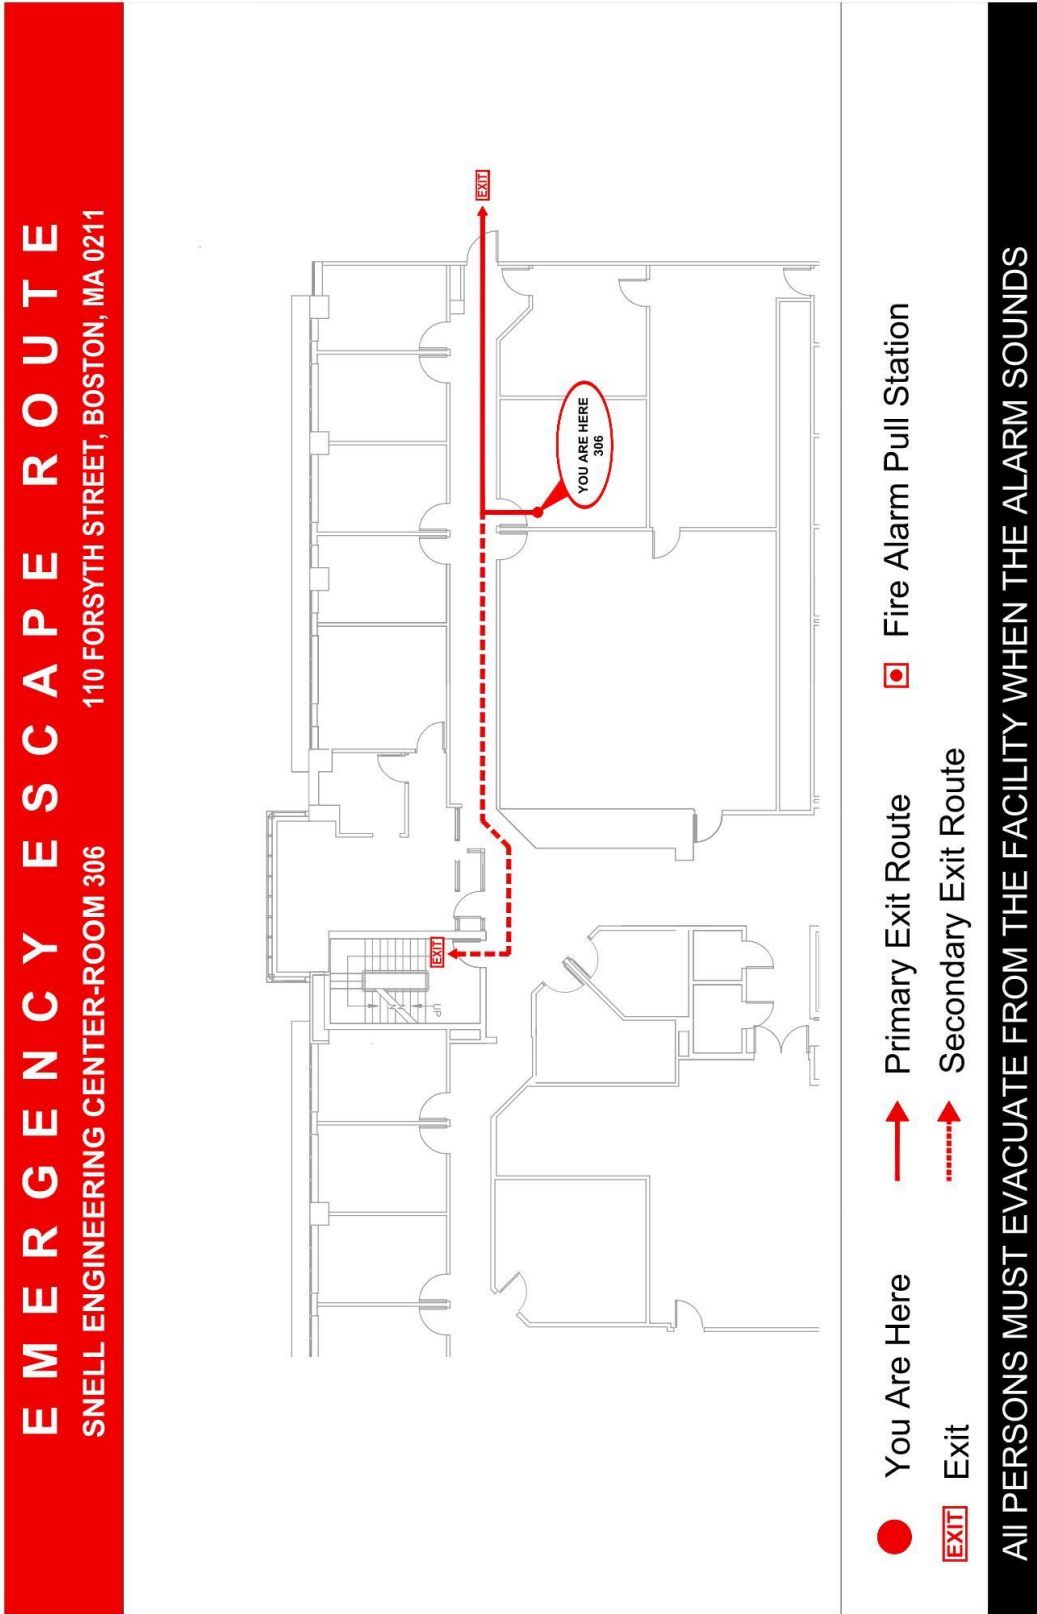 EMERGENCY ESCAPE ROUTE
SNELL ENGINEERING CENTER-ROOM 306 110 FORSYTH STREET, BOSTON, MA 0211
EXIT
YOU ARE HERE
306
EXIT
UP
You Are Here
Primary Exit Route
Fire Alarm Pull Station
EXIT Exit
Secondary Exit Route
All PERSONS MUST EVACUATE FROM THE FACILITY WHEN THE ALARM SOUNDS